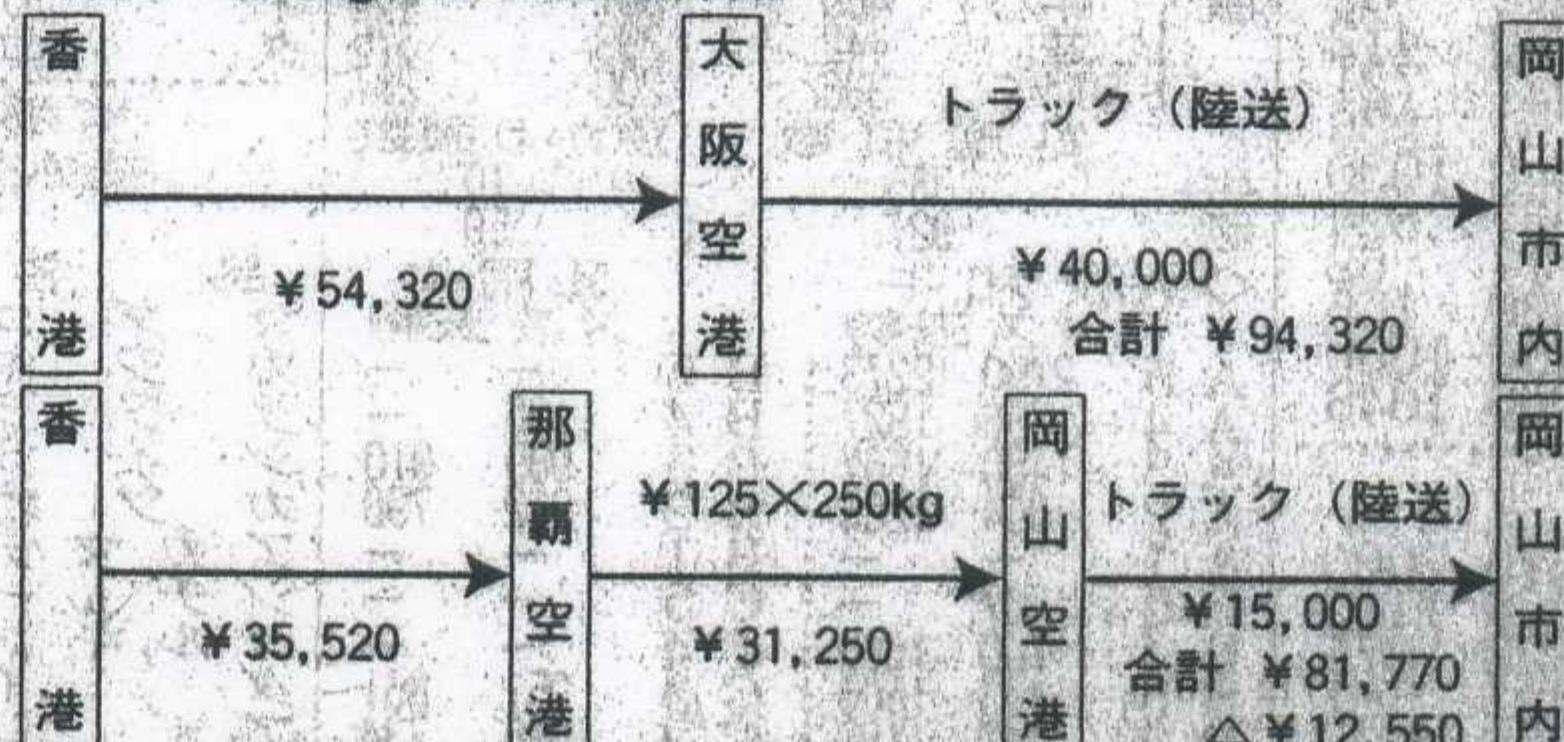 香港
大阪空港
岡山市内
トラック（陸送）
¥54,320
¥40,000
合計 ¥94,320
香港
那覇空港
岡山空港
岡山市内
¥125×250kg
トラック（陸送）
¥35,520
¥31,250
¥15,000
合計 ¥81,770
△¥12,550